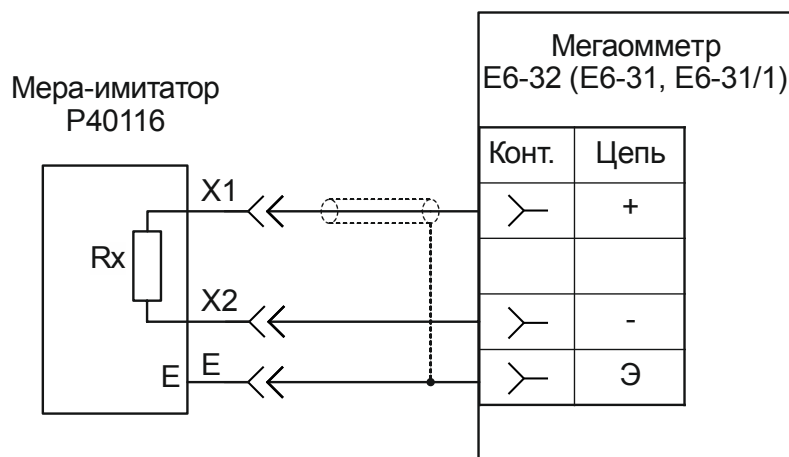 Мегаомметр
Е6-32 (Е6-31, Е6-31/1)
Мера-имитатор
Р40116
Конт.
Цепь
X1
+
Rx
X2
-
E
E
Э